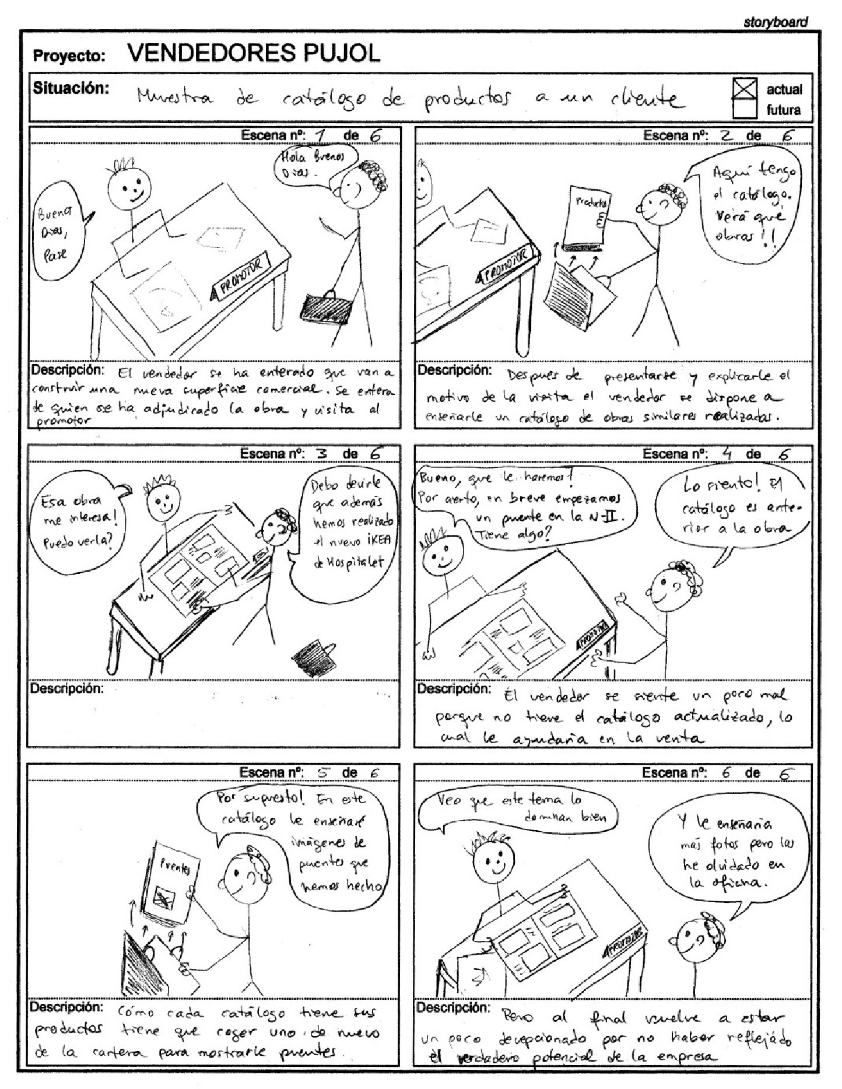 storyboard
Proyecto: VENDEDORES PUJOL
Situación: Muestra de catálogo de productos a un cliente
actual
futura
Escena nº: 1 de 6
Buenos
Dias,
Pase
Hola Buenos
Dias.
PROMOTOR
Descripción: El vendedor se ha enterado que van a
construir una nueva superficie comercial. Se entera
de quien se ha adjudicado la obra y visita al
promotor
Escena nº: 2 de 6
Productos
Aquí tengo
el catálogo.
Verá qué
obras!!
PROMOTOR
Descripción: Después de presentarse y explicarle el
motivo de la visita el vendedor se dispone a
enseñarle un catálogo de obras similares realizadas.
Escena nº: 3 de 6
Esa obra
me interesa!
Puedo verla?
Debo decirle
que además
hemos realizado
el nuevo iKEA
de Hospitalet
Descripción:
Escena nº: 4 de 6
Bueno, que le haremos!
Por cierto, en breve empezamos
un puente en la N-II.
Tiene algo?
Lo siento! El
catálogo es ante-
rior a la obra
PROMOTOR
Descripción: El vendedor se siente un poco mal
porque no tiene el catálogo actualizado, lo
cual le ayudaria en la venta
Escena nº: 5 de 6
Por supuesto! En este
catálogo le enseñaré
imágenes de
puentes que
hemos hecho
Puentes
Descripción: Cómo cada catálogo tiene sus
productos tiene que coger uno de nuevo
de la cartera para mostrarle puentes.
Escena nº: 6 de 6
Veo que este tema lo
dominan bien
Y le enseñaria
más fotos pero las
he olvidado en
la oficina.
PROMOTOR
Descripción: Pero al final vuelve a estar
un poco decepcionado por no haber reflejado
el verdadero potencial de la empresa